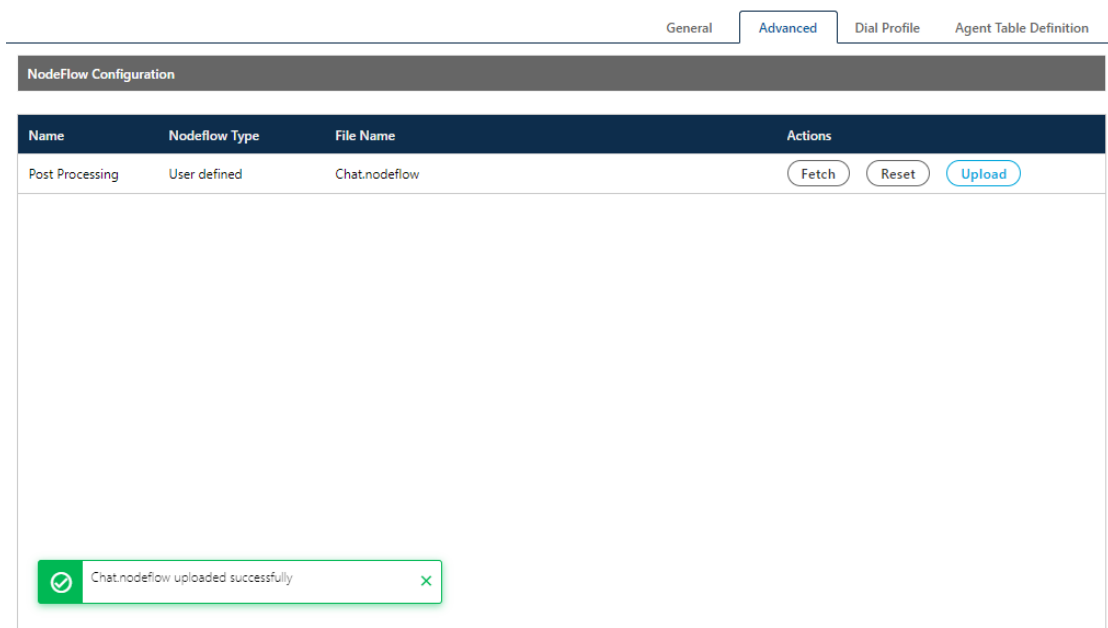 General Advanced Dial Profile Agent Table Definition
NodeFlow Configuration
Name Nodeflow Type File Name Actions
Post Processing User defined Chat.nodeflow Fetch Reset Upload
Chat.nodeflow uploaded successfully